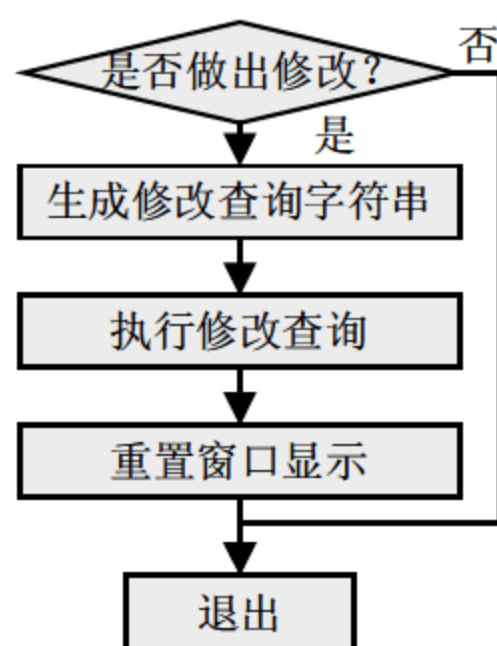 是否做出修改?
否
是
生成修改查询字符串
执行修改查询
重置窗口显示
退出